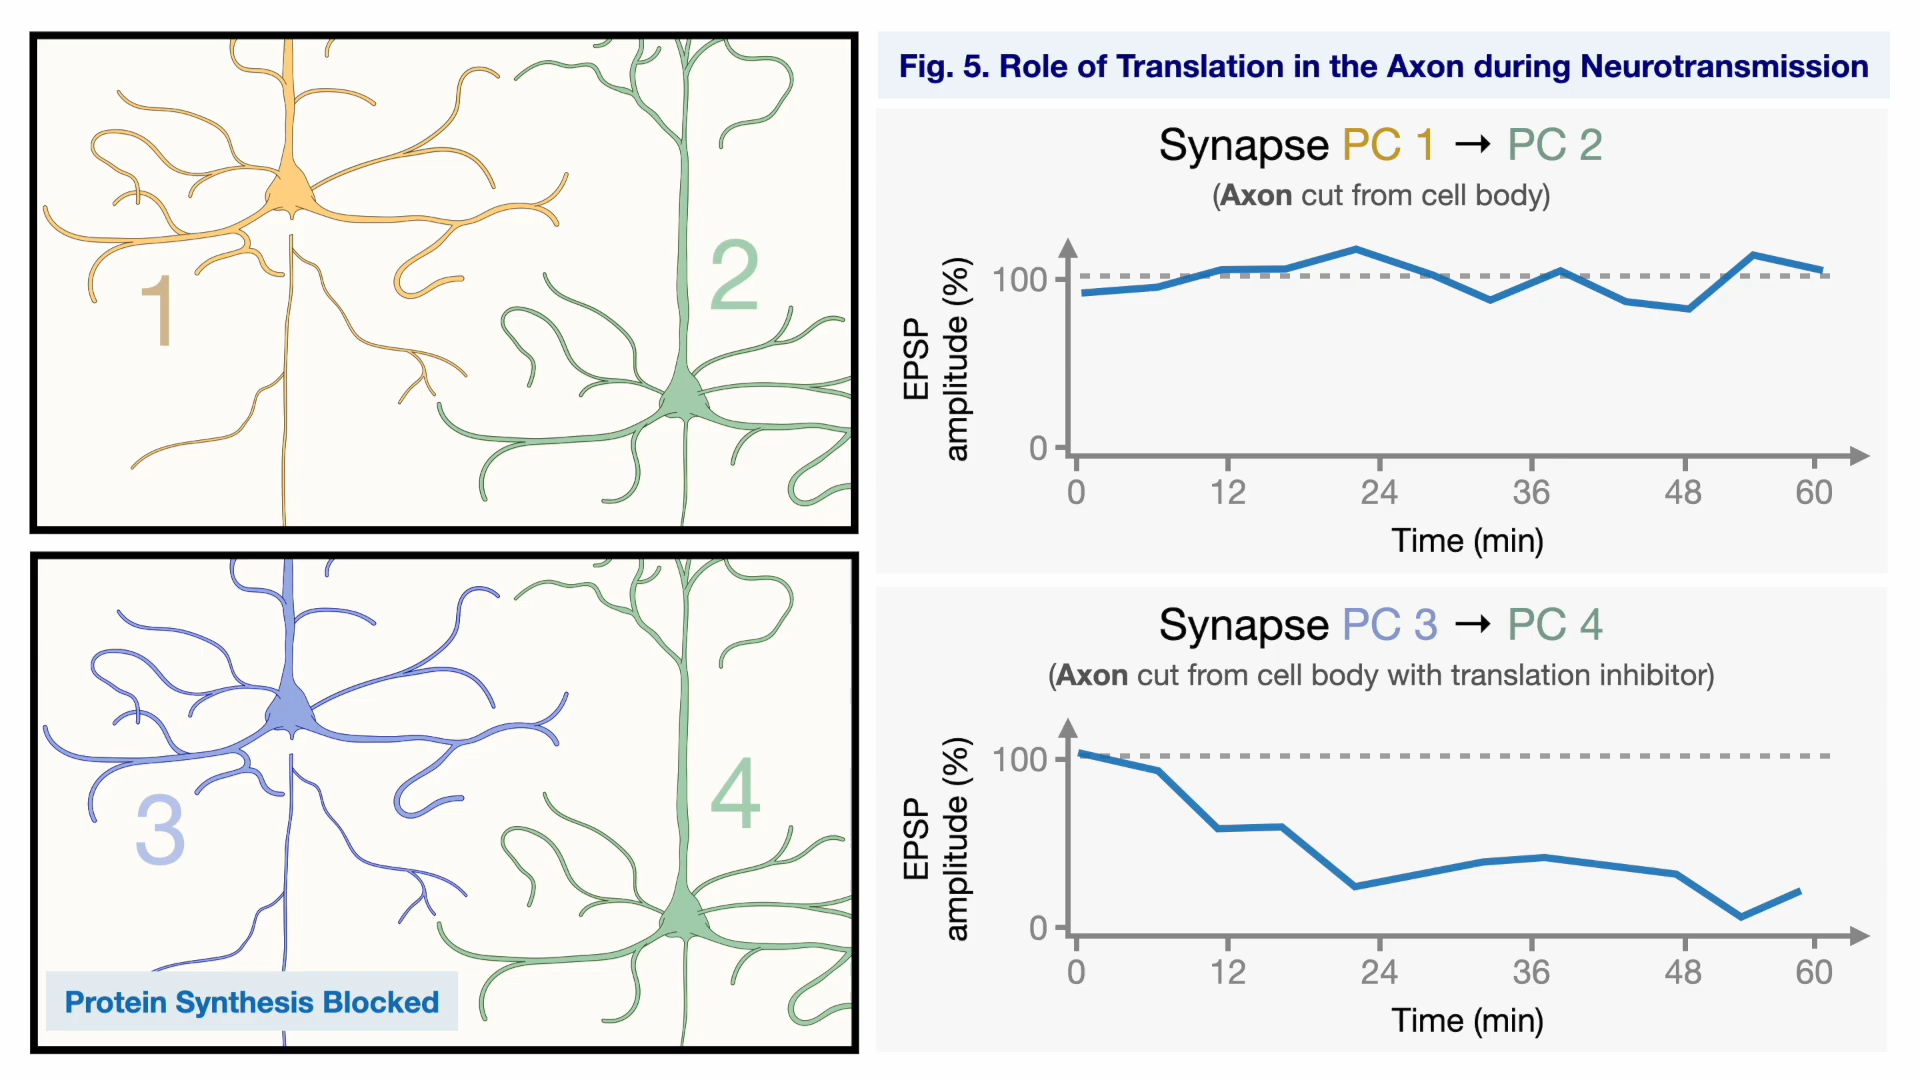 1
2
3
4
Protein Synthesis Blocked
Fig. 5. Role of Translation in the Axon during Neurotransmission
Synapse PC 1 → PC 2
(Axon cut from cell body)
EPSP
amplitude (%)
100
0
0 12 24 36 48 60
Time (min)
Synapse PC 3 → PC 4
(Axon cut from cell body with translation inhibitor)
EPSP
amplitude (%)
100
0
0 12 24 36 48 60
Time (min)